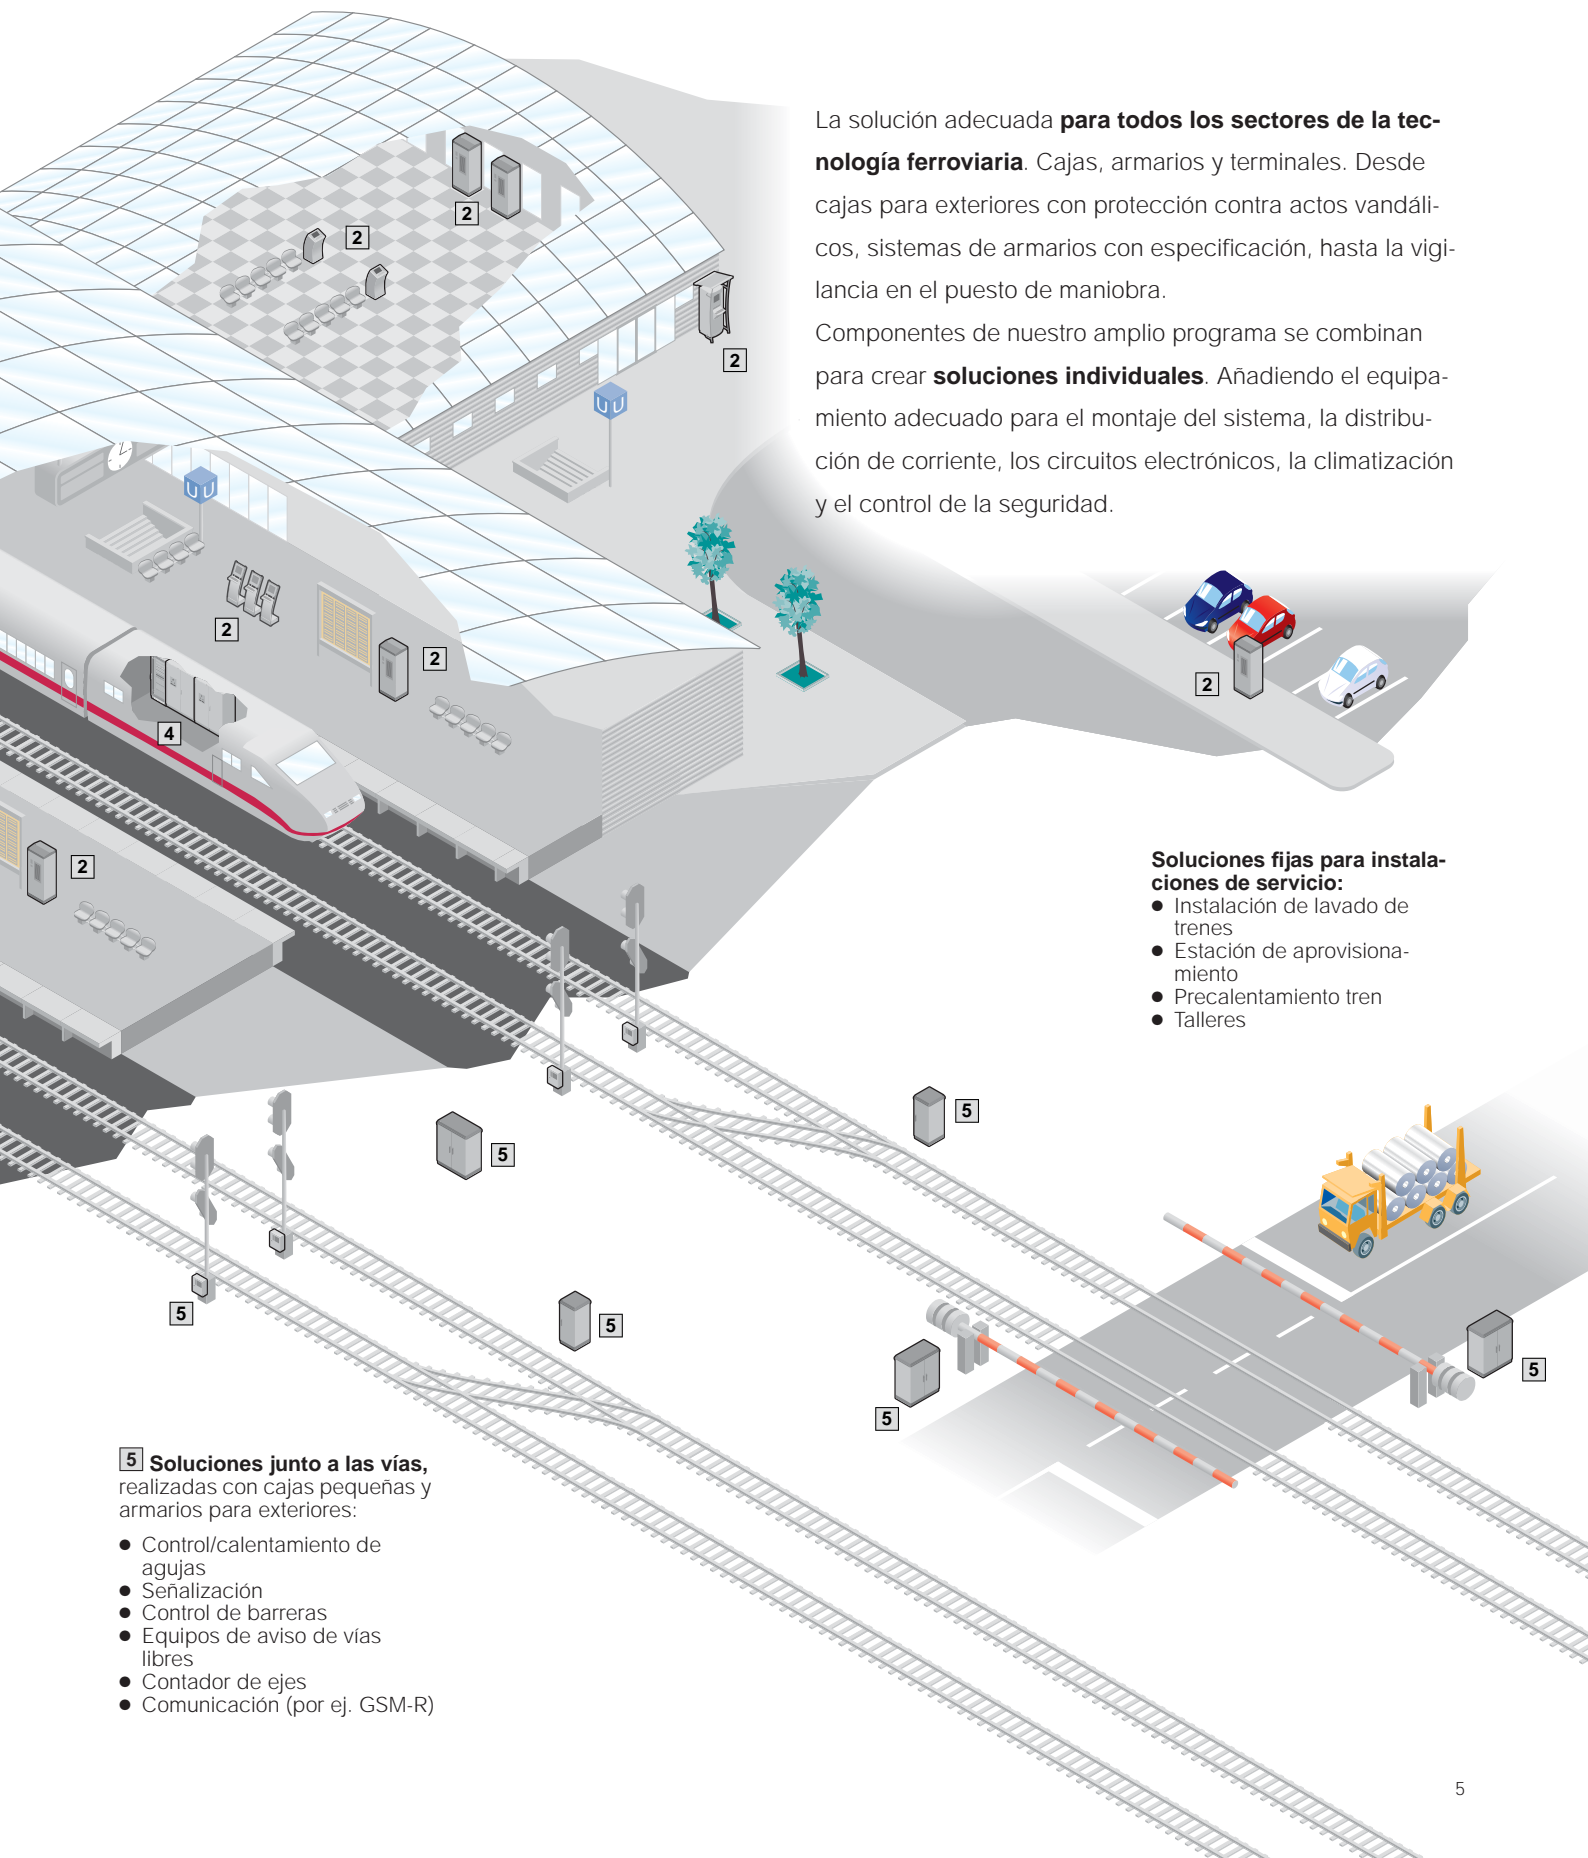 La solución adecuada para todos los sectores de la tec-
nología ferroviaria. Cajas, armarios y terminales. Desde
cajas para exteriores con protección contra actos vandáli-
cos, sistemas de armarios con especificación, hasta la vigi-
lancia en el puesto de maniobra.
Componentes de nuestro amplio programa se combinan
para crear soluciones individuales. Añadiendo el equipa-
miento adecuado para el montaje del sistema, la distribu-
ción de corriente, los circuitos electrónicos, la climatización
y el control de la seguridad.
2
2
2
U U
U U
2
2
2
4
2
Soluciones fijas para instala-
ciones de servicio:
● Instalación de lavado de
trenes
● Estación de aprovisiona-
miento
● Precalentamiento tren
● Talleres
5
5
5
5
5
5
5 Soluciones junto a las vías,
realizadas con cajas pequeñas y
armarios para exteriores:
● Control/calentamiento de
agujas
● Señalización
● Control de barreras
● Equipos de aviso de vías
libres
● Contador de ejes
● Comunicación (por ej. GSM-R)
5